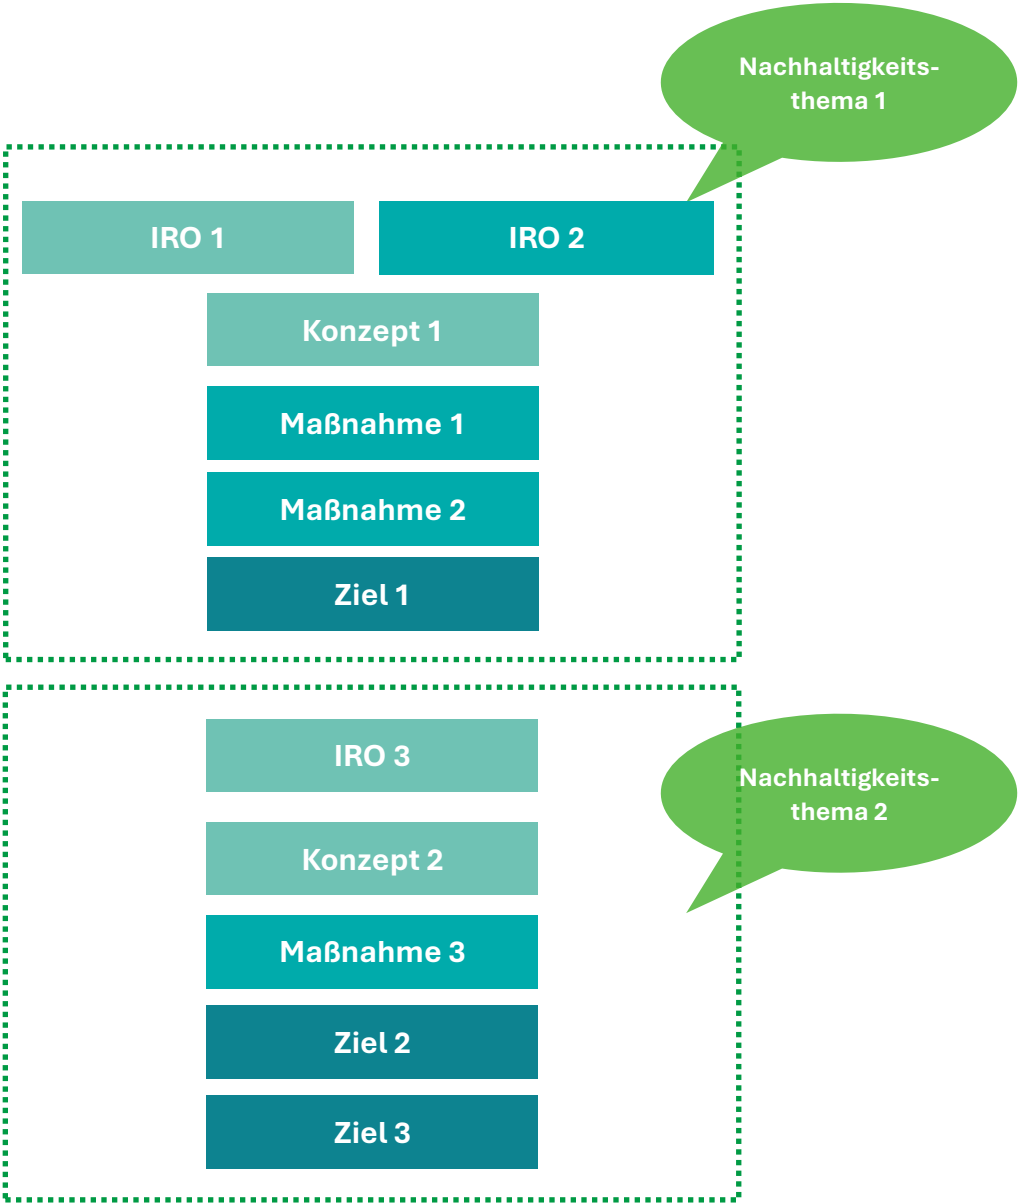 Nachhaltigkeits-
thema 1
IRO 1
IRO 2
Konzept 1
Maßnahme 1
Maßnahme 2
Ziel 1
IRO 3
Nachhaltigkeits-
thema 2
Konzept 2
Maßnahme 3
Ziel 2
Ziel 3